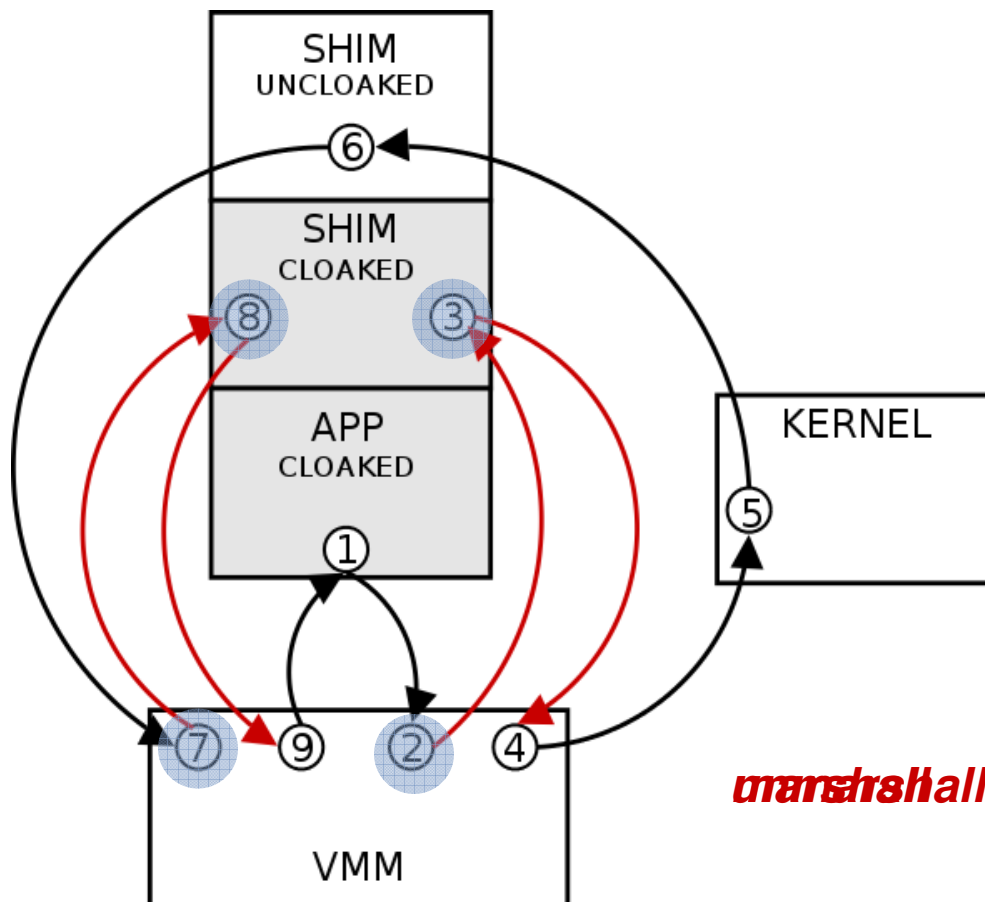 SHIM
UNCLOAKED
6
SHIM
CLOAKED
8 3
APP
CLOAKED
1
KERNEL
5
7 9 2 4
VMM